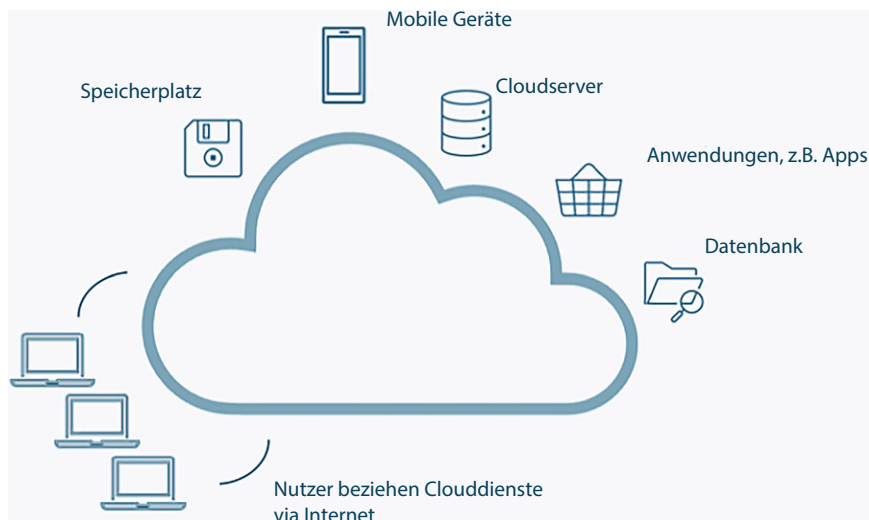 Mobile Geräte
Speicherplatz
Cloudserver
Anwendungen, z.B. Apps
Datenbank
Nutzer beziehen Clouddienste
via Internet